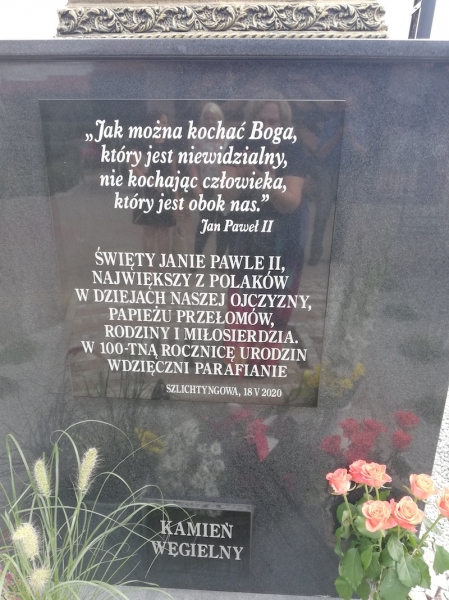 „Jak można kochać Boga,
który jest niewidzialny,
nie kochając człowieka,
który jest obok nas.”
Jan Paweł II
ŚWIĘTY JANIE PAWLE II,
NAJWIĘKSZY Z POLAKÓW
W DZIEJACH NASZEJ OJCZYZNY,
PAPIEŻU PRZEŁOMÓW,
RODZINY I MIŁOSIERDZIA.
W 100-TNĄ ROCZNICĘ URODZIN
WDZIĘCZNI PARAFIANIE
SZLICHTYNGOWA, 18 V 2020
KAMIEŃ
WĘGIELNY